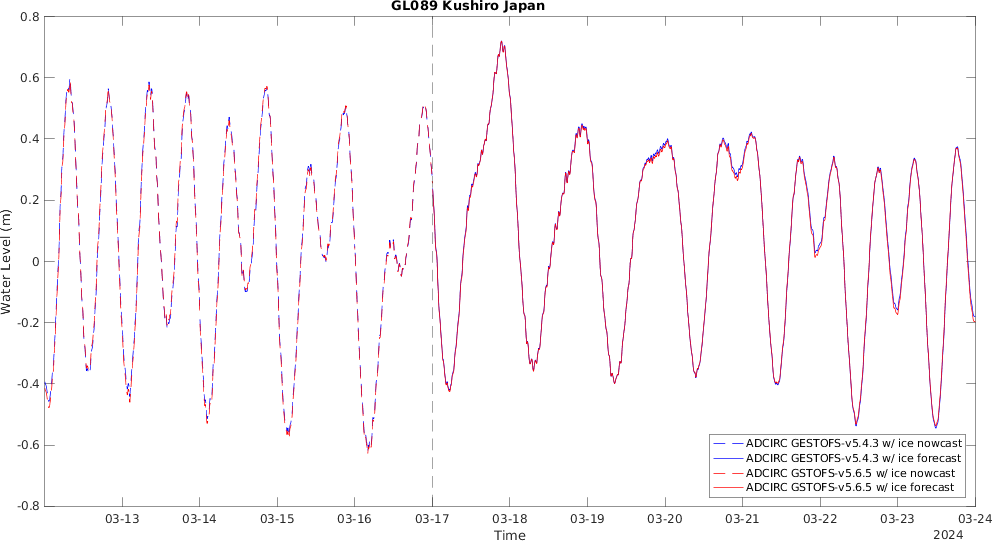 GL089 Kushiro Japan
0.8
0.6
0.4
0.2
0
-0.2
-0.4
-0.6
-0.8
Water Level (m)
03-13 03-14 03-15 03-16 03-17 03-18 03-19 03-20 03-21 03-22 03-23 03-24
Time
2024
ADCIRC GESTOFS-v5.4.3 w/ ice nowcast
ADCIRC GESTOFS-v5.4.3 w/ ice forecast
ADCIRC GSTOFS-v5.6.5 w/ ice nowcast
ADCIRC GSTOFS-v5.6.5 w/ ice forecast